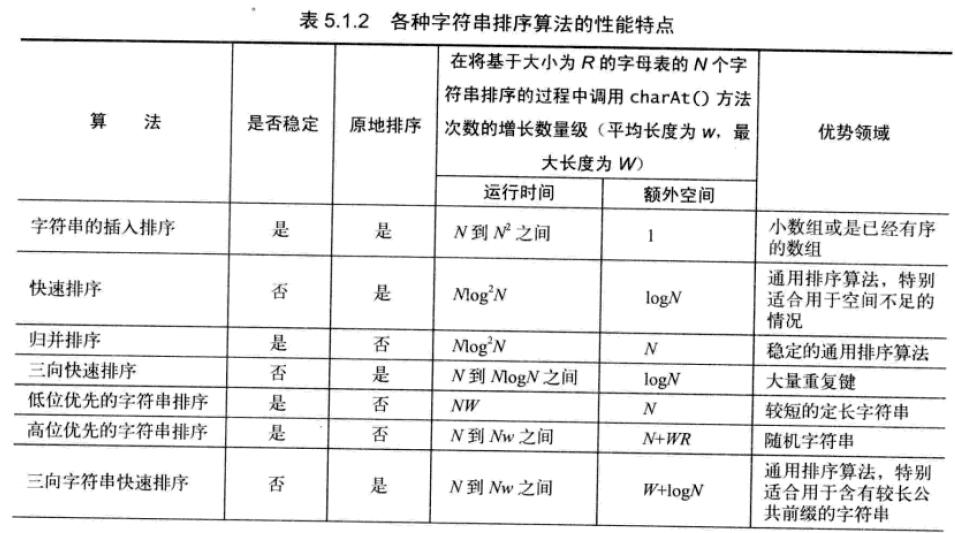 表 5.1.2 各种字符串排序算法的性能特点
算 法
是否稳定
原地排序
在将基于大小为 R 的字母表的 N 个字
符串排序的过程中调用 charAt() 方法
次数的增长数量级（平均长度为 w，最
大长度为 W）
优势领域
运行时间
额外空间
字符串的插入排序
是
是
N 到 N² 之间
1
小数组或是已经有序
的数组
快速排序
否
是
Nlog²N
logN
通用排序算法，特别
适合用于空间不足的
情况
归并排序
是
否
Nlog²N
N
稳定的通用排序算法
三向快速排序
否
是
N 到 NlogN 之间
logN
大量重复键
低位优先的字符串排序
是
否
NW
N
较短的定长字符串
高位优先的字符串排序
是
否
N 到 Nw 之间
N+WR
随机字符串
三向字符串快速排序
否
是
N 到 Nw 之间
W+logN
通用排序算法，特别
适合用于含有较长公
共前缀的字符串